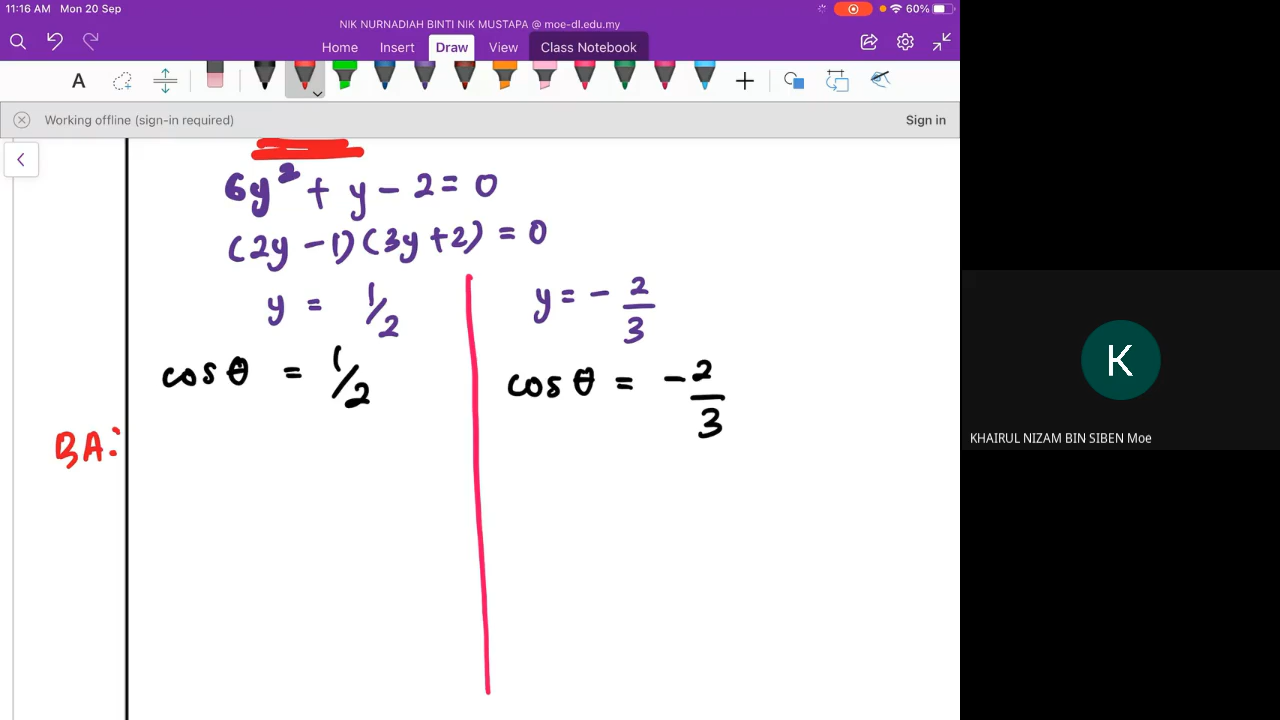 11:16 AM Mon 20 Sep
60%
NIK NURNADIAH BINTI NIK MUSTAPA @ moe-dl.edu.my
Home Insert Draw View Class Notebook
A
Working offline (sign-in required) Sign in
6y² + y - 2 = 0
(2y - 1)(3y + 2) = 0
y = 1/2
y = - 2/3
cos θ = 1/2
cos θ = -2/3
BA:
K
KHAIRUL NIZAM BIN SIBEN Moe